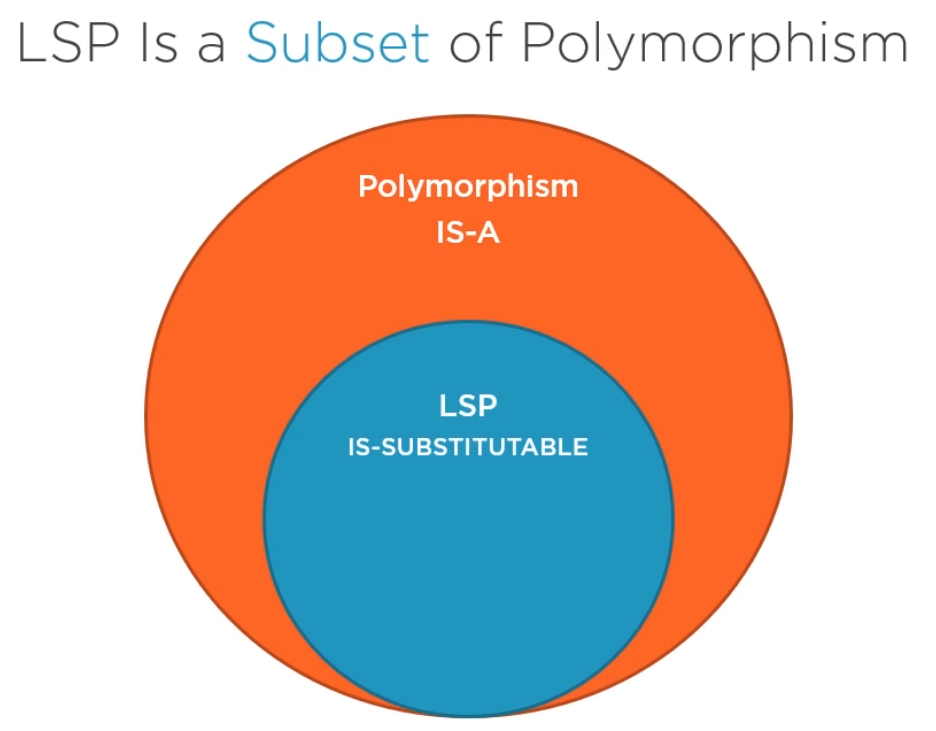 LSP Is a Subset of Polymorphism
Polymorphism
IS-A
LSP
IS-SUBSTITUTABLE